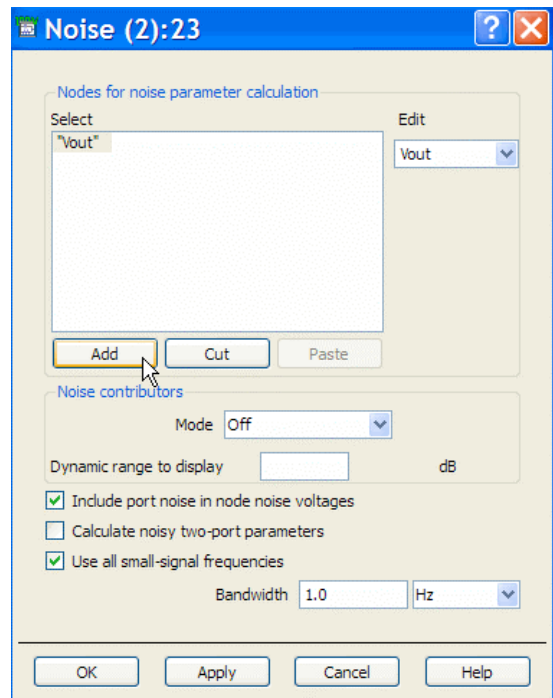 Noise (2):23
Nodes for noise parameter calculation
Select Edit
"Vout" Vout
Add Cut Paste
Noise contributors
Mode Off
Dynamic range to display dB
Include port noise in node noise voltages
Calculate noisy two-port parameters
Use all small-signal frequencies
Bandwidth 1.0 Hz
OK Apply Cancel Help